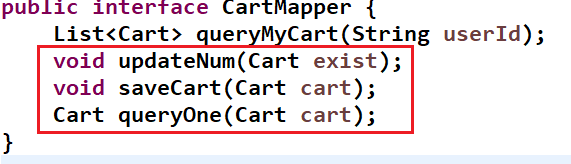 public interface CartMapper {
List<Cart> queryMyCart(String userId);
void updateNum(Cart exist);
void saveCart(Cart cart);
Cart queryOne(Cart cart);
}